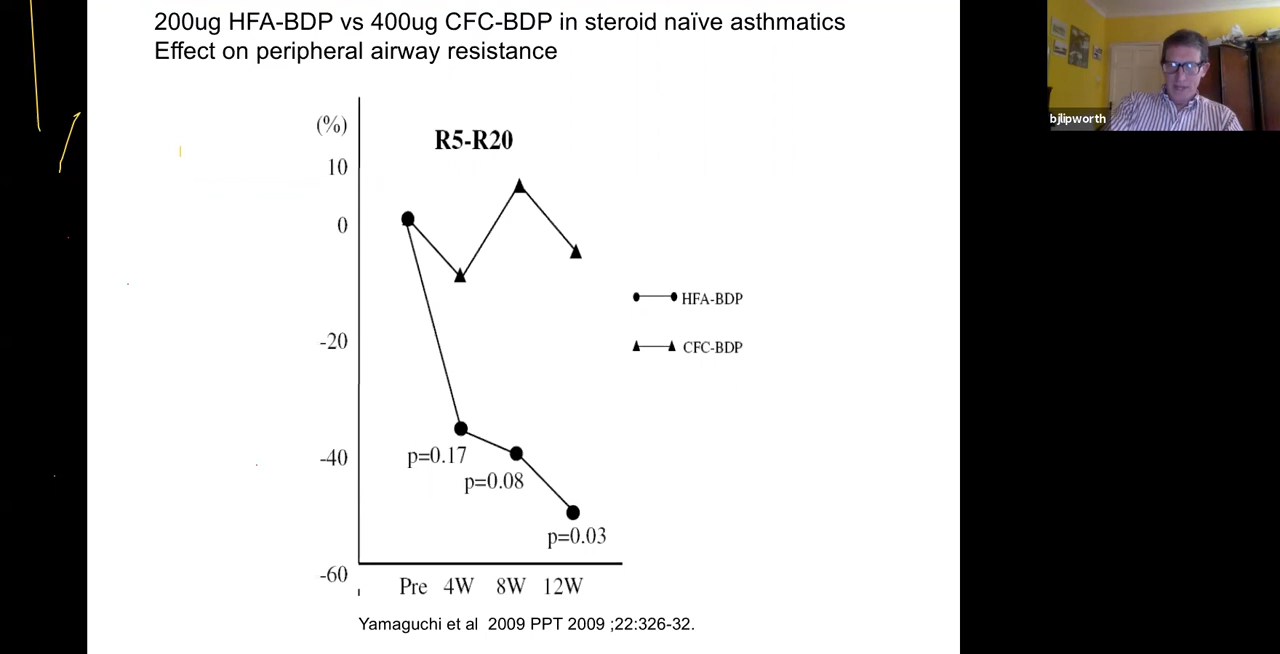 200ug HFA-BDP vs 400ug CFC-BDP in steroid naïve asthmatics
Effect on peripheral airway resistance
bjlipworth
(%)
R5-R20
10
0
-20
-40
-60
HFA-BDP
CFC-BDP
p=0.17
p=0.08
p=0.03
Pre 4W 8W 12W
Yamaguchi et al 2009 PPT 2009 ;22:326-32.